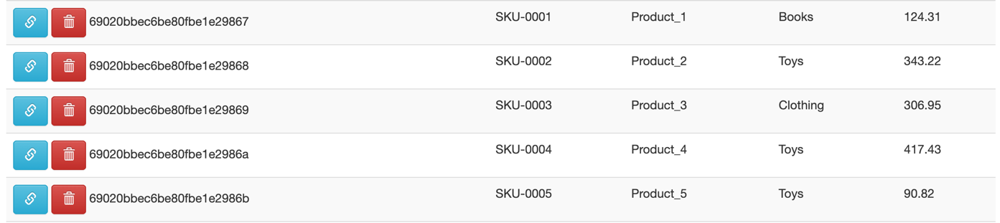 69020bbec6be80fbe1e29867 SKU-0001 Product_1 Books 124.31
69020bbec6be80fbe1e29868 SKU-0002 Product_2 Toys 343.22
69020bbec6be80fbe1e29869 SKU-0003 Product_3 Clothing 306.95
69020bbec6be80fbe1e2986a SKU-0004 Product_4 Toys 417.43
69020bbec6be80fbe1e2986b SKU-0005 Product_5 Toys 90.82